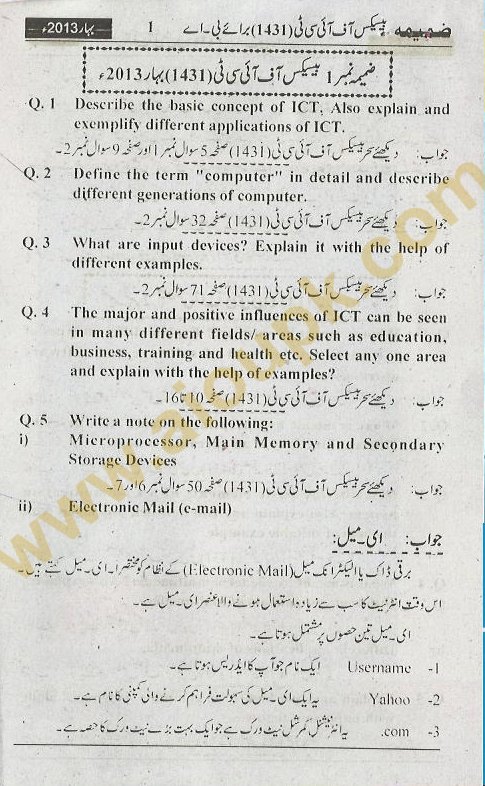 ضمیمہ بیسکس آف آئی سی ٹی (1431) برائے بی۔اے 1 بہار 2013ء
ضمیمہ نمبر 1 بیسکس آف آئی سی ٹی (1431) بہار 2013ء
Q. 1 Describe the basic concept of ICT, Also explain and
exemplify different applications of ICT.
جواب: دیکھئے سحر بیسکس آف آئی سی ٹی (1431) صفحہ 5 سوال نمبر 1 اور صفحہ 9 سوال نمبر 2۔
Q. 2 Define the term "computer" in detail and describe
different generations of computer.
جواب: دیکھئے سحر بیسکس آف آئی سی ٹی (1431) صفحہ 32 سوال نمبر 2۔
Q. 3 What are input devices? Explain it with the help of
different examples.
جواب: دیکھئے سحر بیسکس آف آئی سی ٹی (1431) صفحہ 71 سوال نمبر 2۔
Q. 4 The major and positive influences of ICT can be seen
in many different fields/ areas such as education,
business, training and health etc. Select any one area
and explain with the help of examples?
جواب: دیکھئے سحر بیسکس آف آئی سی ٹی (1431) صفحہ 10 تا 16۔
Q. 5 Write a note on the following:
i) Microprocessor, Main Memory and Secondary
Storage Devices
جواب: دیکھئے سحر بیسکس آف آئی سی ٹی (1431) صفحہ 50 سوال نمبر 6 اور 7۔
ii) Electronic Mail (e-mail)
جواب: ای۔میل:
برقی ڈاک یا الیکٹرانک میل (Electronic Mail) کے نظام کو مختصراً ای۔میل کہتے ہیں۔
اس وقت انٹرنیٹ کا سب سے زیادہ استعمال ہونے والا عنصر ای۔میل ہے۔
ای۔میل تین حصوں پر مشتمل ہوتا ہے۔
1- Username ایک نام جو آپ کا ایڈریس ہوتا ہے۔
2- Yahoo یہ ایک ای۔میل کی سہولت فراہم کرنے والی کمپنی کا نام ہے۔
3- .com یہ انٹرنیشنل کمرشل نیٹ ورک ہے جو ایک بہت بڑے نیٹ ورک کا حصہ ہے۔
www.aioupk.com